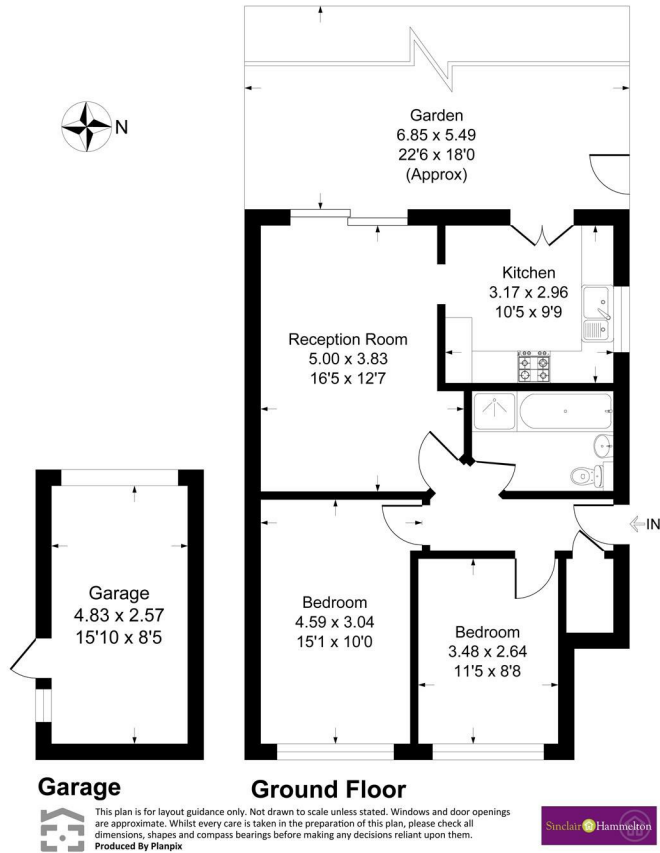 N
Garden
6.85 x 5.49
22'6 x 18'0
(Approx)
Kitchen
3.17 x 2.96
10'5 x 9'9
Reception Room
5.00 x 3.83
16'5 x 12'7
IN
Garage
4.83 x 2.57
15'10 x 8'5
Bedroom
4.59 x 3.04
15'1 x 10'0
Bedroom
3.48 x 2.64
11'5 x 8'8
Garage
Ground Floor
This plan is for layout guidance only. Not drawn to scale unless stated. Windows and door openings
are approximate. Whilst every care is taken in the preparation of this plan, please check all
dimensions, shapes and compass bearings before making any decisions reliant upon them.
Produced By Planpix
Sinclair Hammelton